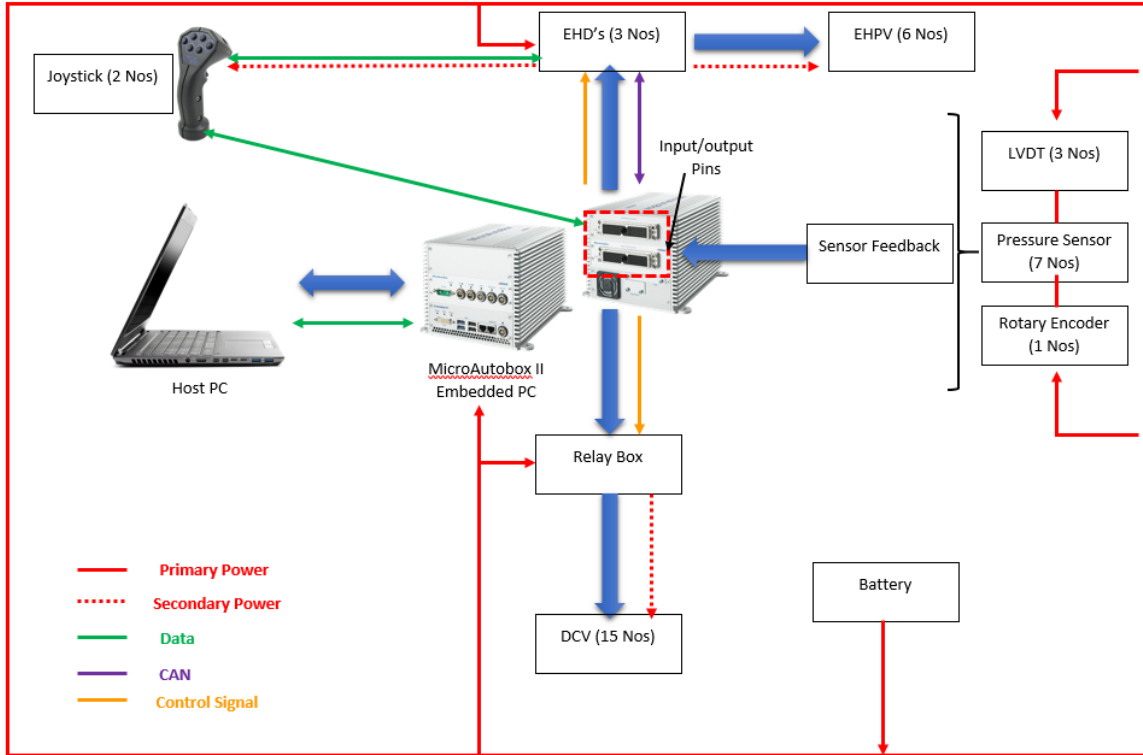 EHD's (3 Nos)
EHPV (6 Nos)
Joystick (2 Nos)
Input/output
Pins
LVDT (3 Nos)
Sensor Feedback
Pressure Sensor
(7 Nos)
Rotary Encoder
(1 Nos)
Host PC
MicroAutobox II
Embedded PC
Relay Box
Primary Power
Secondary Power
Data
CAN
Control Signal
Battery
DCV (15 Nos)